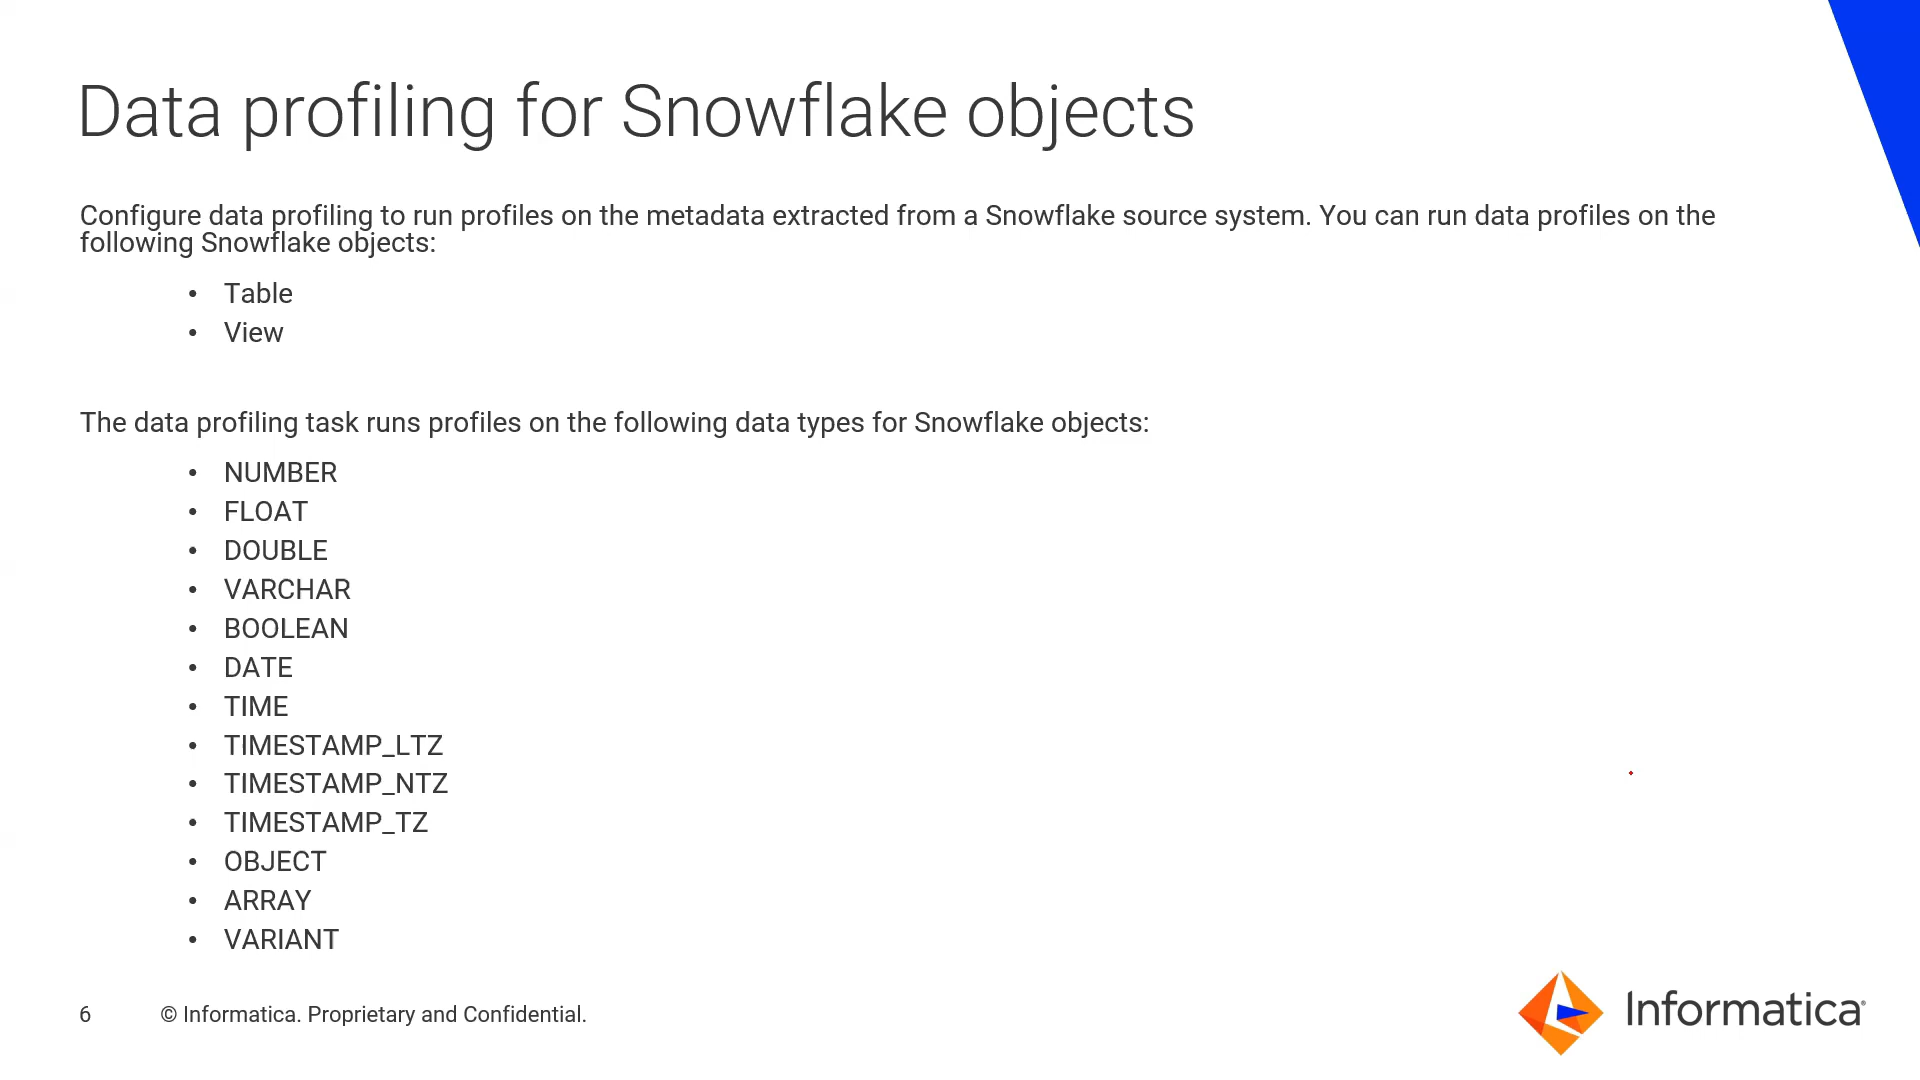 Data profiling for Snowflake objects
Configure data profiling to run profiles on the metadata extracted from a Snowflake source system. You can run data profiles on the
following Snowflake objects:
• Table
• View
The data profiling task runs profiles on the following data types for Snowflake objects:
• NUMBER
• FLOAT
• DOUBLE
• VARCHAR
• BOOLEAN
• DATE
• TIME
• TIMESTAMP_LTZ
• TIMESTAMP_NTZ
• TIMESTAMP_TZ
• OBJECT
• ARRAY
• VARIANT
6 © Informatica. Proprietary and Confidential.
Informatica®